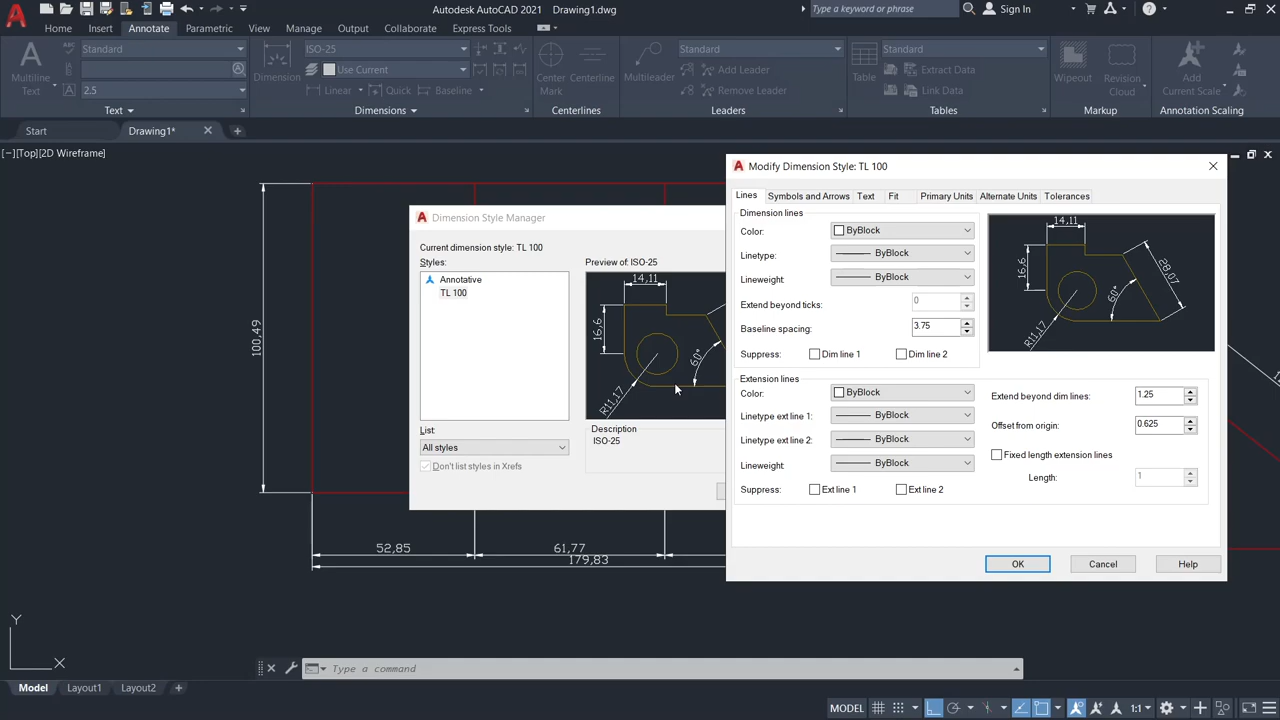 Autodesk AutoCAD 2021 Drawing1.dwg
Type a keyword or phrase
Sign In
Home Insert Annotate Parametric View Manage Output Collaborate Express Tools
Standard
ISO-25
Standard
Standard
Multiline
Text
2.5
Dimension
Use Current
Linear Quick Baseline
Center
Mark
Centerline
Multileader
Add Leader
Remove Leader
Table
Extract Data
Link Data
Wipeout
Revision
Cloud
Add
Current Scale
Text Dimensions Centerlines Leaders Tables Markup Annotation Scaling
Start Drawing1* +
[−][Top][2D Wireframe]
100,49
52,85
61,77
179,83
Dimension Style Manager
Current dimension style: TL 100
Styles:
Annotative
TL 100
List:
All styles
Don't list styles in Xrefs
Preview of: ISO-25
14,11
16,6
60°
R11,17
Description
ISO-25
Modify Dimension Style: TL 100
Lines Symbols and Arrows Text Fit Primary Units Alternate Units Tolerances
Dimension lines
Color: ByBlock
Linetype: ByBlock
Lineweight: ByBlock
Extend beyond ticks: 0
Baseline spacing: 3.75
Suppress: Dim line 1 Dim line 2
14,11
16,6
28,67
60°
R11,17
Extension lines
Color: ByBlock
Linetype ext line 1: ByBlock
Linetype ext line 2: ByBlock
Lineweight: ByBlock
Suppress: Ext line 1 Ext line 2
Extend beyond dim lines: 1.25
Offset from origin: 0.625
Fixed length extension lines
Length: 1
OK Cancel Help
Y
X
Type a command
Model Layout1 Layout2 +
MODEL 1:1